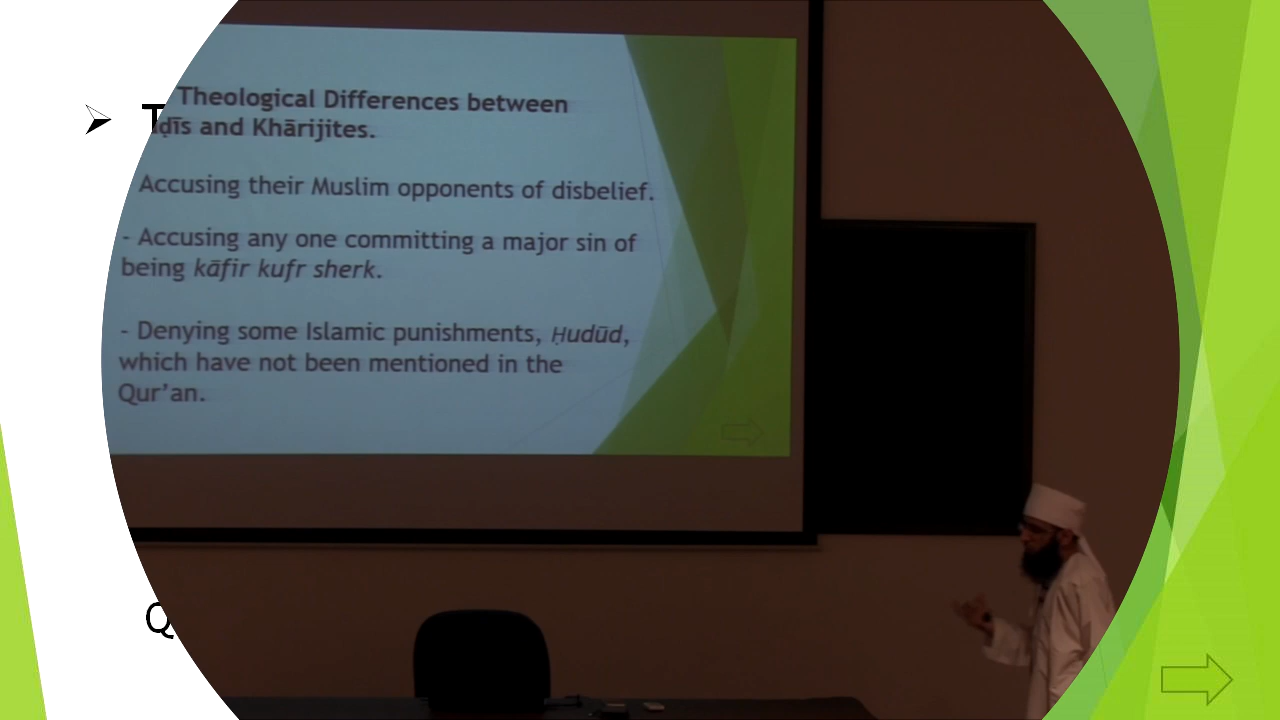 Theological Differences between
ḍīs and Khārijites.
Accusing their Muslim opponents of disbelief.
- Accusing any one committing a major sin of
being kāfir kufr sherk.
- Denying some Islamic punishments, Ḥudūd,
which have not been mentioned in the
Qur’an.